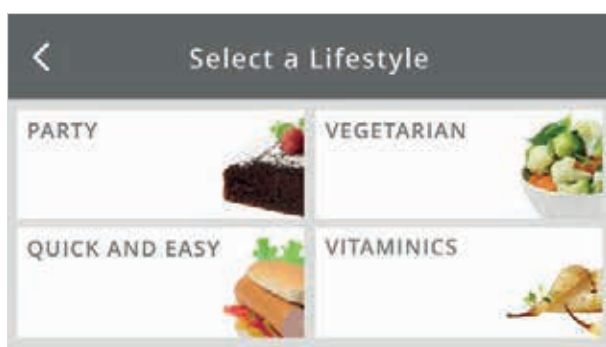 Select a Lifestyle
PARTY
VEGETARIAN
QUICK AND EASY
VITAMINICS